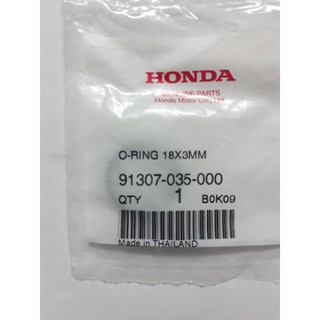 HONDA
GENUINE PARTS
Honda Motor Co., Ltd.
O-RING 18X3MM
91307-035-000
QTY 1 B0K09
Made in THAILAND